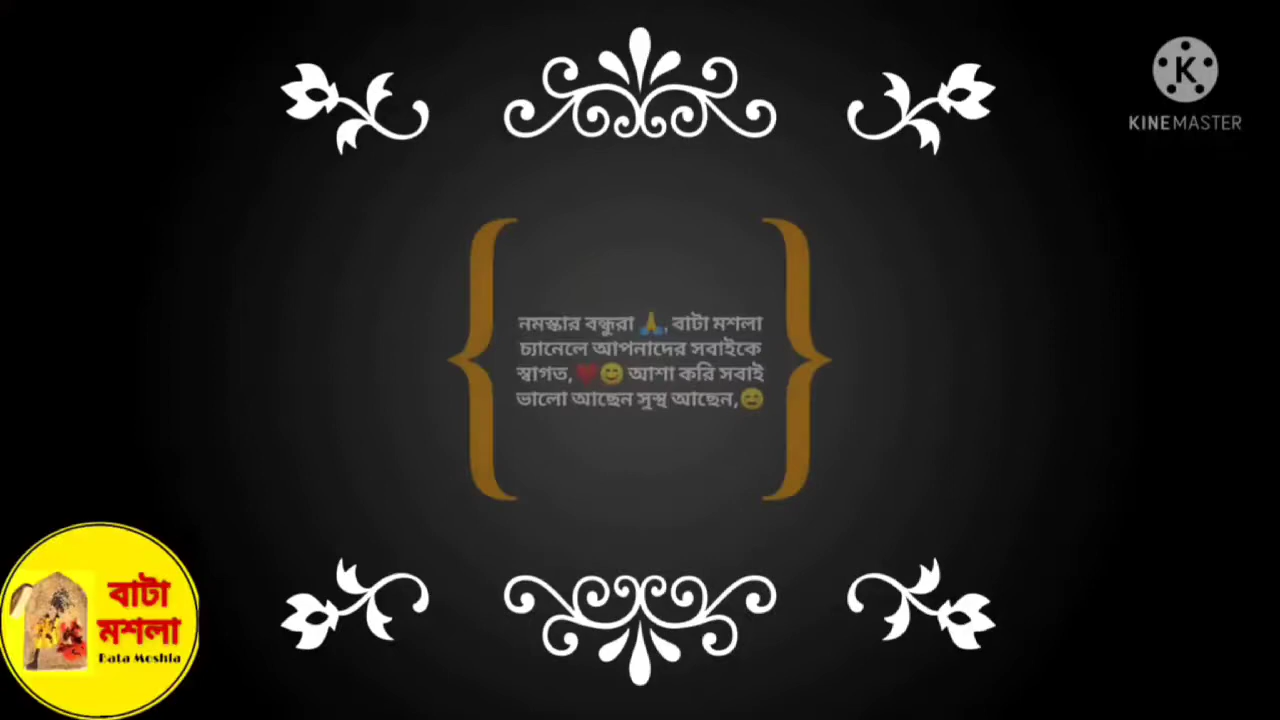 KINEMASTER
নমস্কার বন্ধুরা 🙏, বাটা মশলা
চ্যানেলে আপনাদের সবাইকে
স্বাগত,❤️😊 আশা করি সবাই
ভালো আছেন সুস্থ আছেন,😊
বাটা
মশলা
Bata Moshla